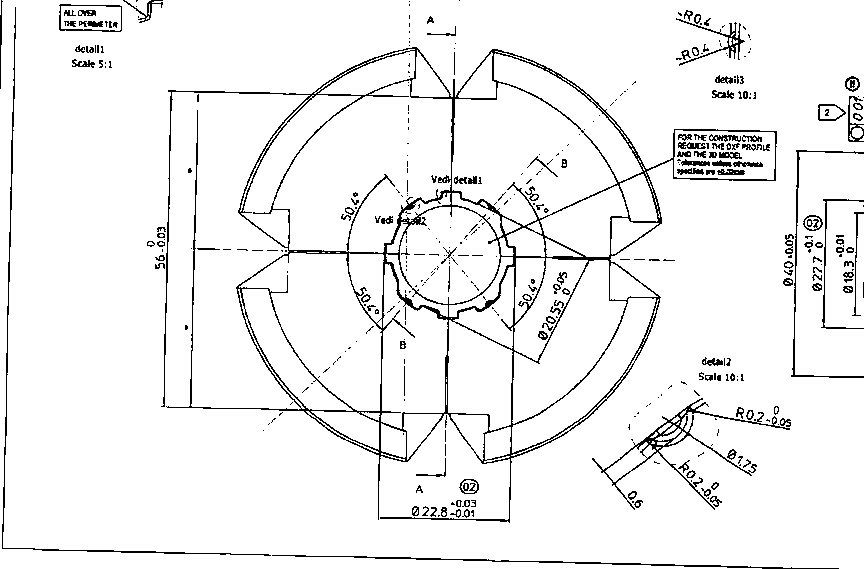 ALL OVER
THE PERIMETER
detail1
Scale 5:1
A
R0.4
R0.4
detail3
Scale 10:1
2
FOR THE CONSTRUCTION
REQUEST THE DXF PROFILE
AND THE 3D MODEL
Tolerances unless otherwise
specified are ±0.02mm
B
Vedi detail1
50.4°
50.4°
Vedi detail2
0
56 -0.03
50.4°
50.4°
+0.05
Ø20.55 0
B
Ø40 ±0.05
02
+0.1
Ø22.7 0
+0.01
Ø18.3 0
detail2
Scale 10:1
0
R0.2 -0.05
Ø1.75
0
R0.2 -0.05
0.6
A
02
+0.03
Ø22.8 -0.01